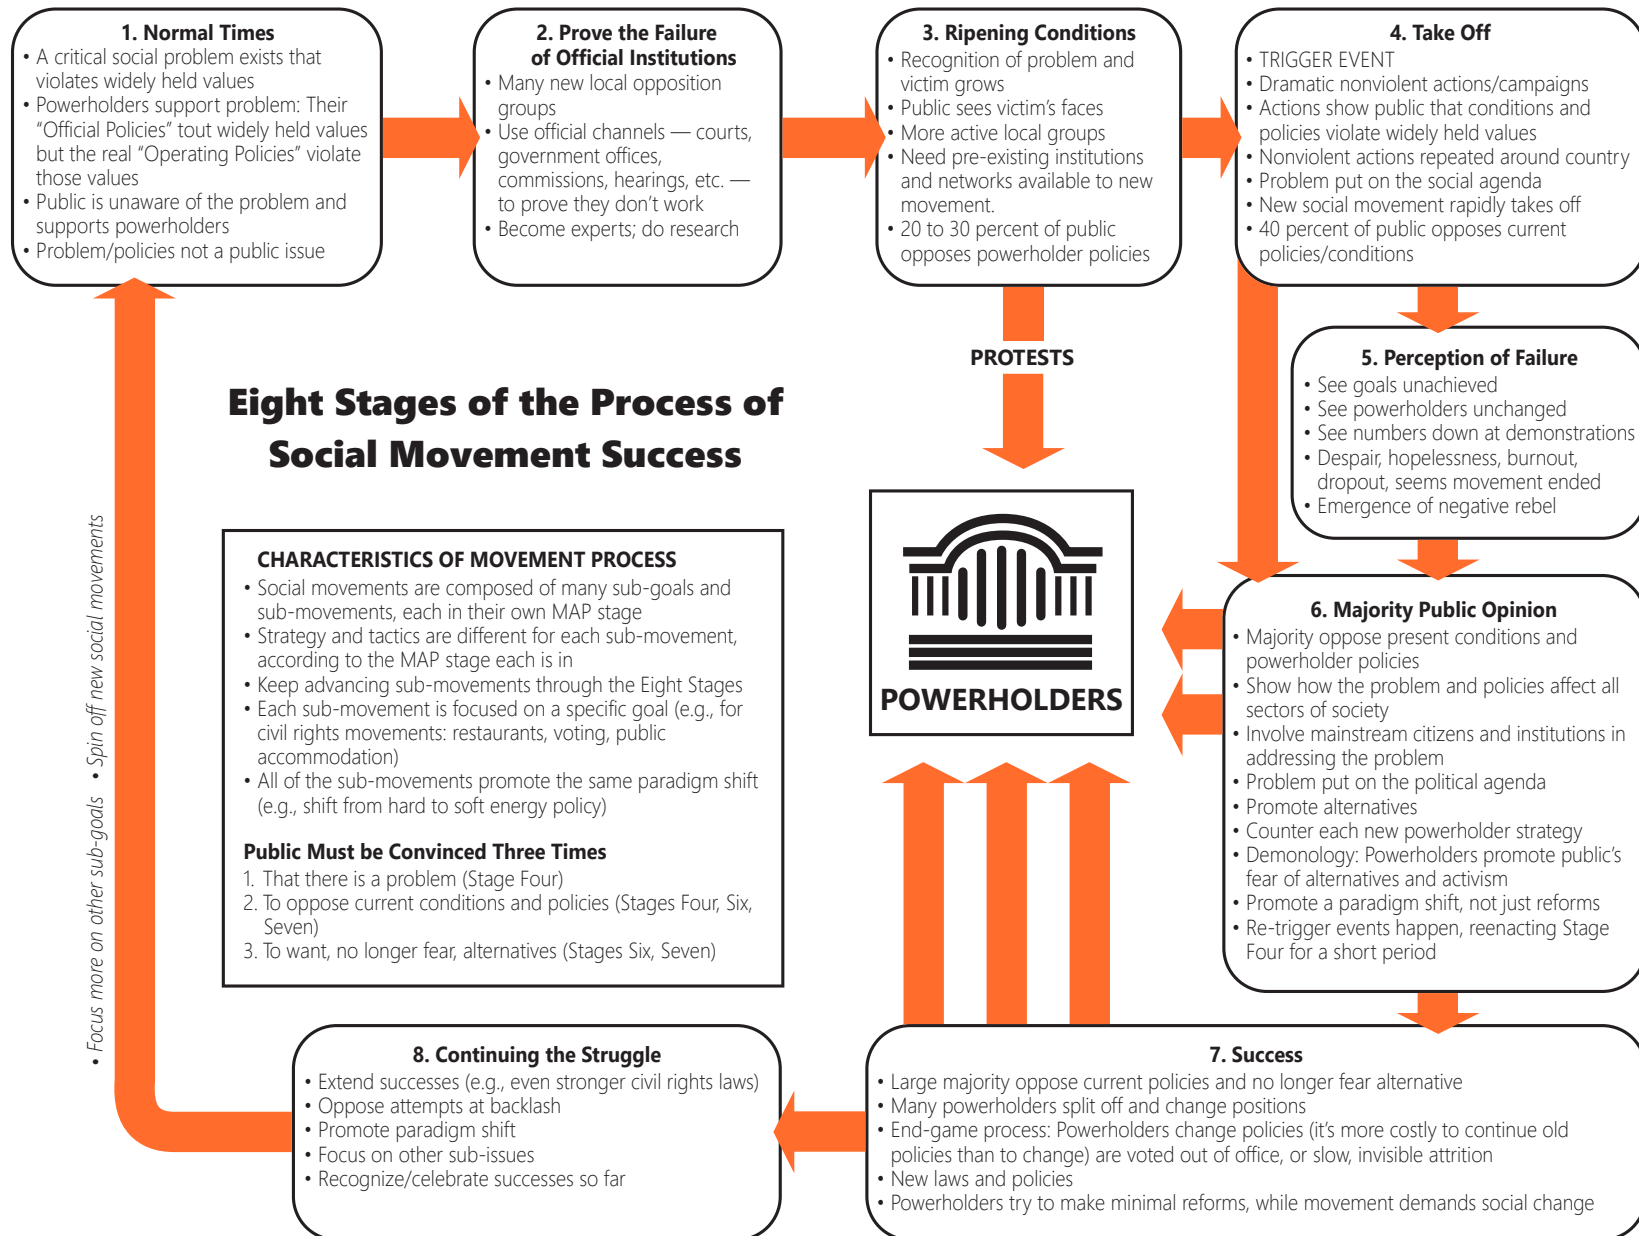 1. Normal Times
• A critical social problem exists that
violates widely held values
• Powerholders support problem: Their
“Official Policies” tout widely held values
but the real “Operating Policies” violate
those values
• Public is unaware of the problem and
supports powerholders
• Problem/policies not a public issue
2. Prove the Failure
of Official Institutions
• Many new local opposition
groups
• Use official channels — courts,
government offices,
commissions, hearings, etc. —
to prove they don’t work
• Become experts; do research
3. Ripening Conditions
• Recognition of problem and
victim grows
• Public sees victim’s faces
• More active local groups
• Need pre-existing institutions
and networks available to new
movement.
• 20 to 30 percent of public
opposes powerholder policies
4. Take Off
• TRIGGER EVENT
• Dramatic nonviolent actions/campaigns
• Actions show public that conditions and
policies violate widely held values
• Nonviolent actions repeated around country
• Problem put on the social agenda
• New social movement rapidly takes off
• 40 percent of public opposes current
policies/conditions
PROTESTS
5. Perception of Failure
• See goals unachieved
• See powerholders unchanged
• See numbers down at demonstrations
• Despair, hopelessness, burnout,
dropout, seems movement ended
• Emergence of negative rebel
Eight Stages of the Process of
Social Movement Success
CHARACTERISTICS OF MOVEMENT PROCESS
• Social movements are composed of many sub-goals and
sub-movements, each in their own MAP stage
• Strategy and tactics are different for each sub-movement,
according to the MAP stage each is in
• Keep advancing sub-movements through the Eight Stages
• Each sub-movement is focused on a specific goal (e.g., for
civil rights movements: restaurants, voting, public
accommodation)
• All of the sub-movements promote the same paradigm shift
(e.g., shift from hard to soft energy policy)
Public Must be Convinced Three Times
1. That there is a problem (Stage Four)
2. To oppose current conditions and policies (Stages Four, Six,
Seven)
3. To want, no longer fear, alternatives (Stages Six, Seven)
POWERHOLDERS
6. Majority Public Opinion
• Majority oppose present conditions and
powerholder policies
• Show how the problem and policies affect all
sectors of society
• Involve mainstream citizens and institutions in
addressing the problem
• Problem put on the political agenda
• Promote alternatives
• Counter each new powerholder strategy
• Demonology: Powerholders promote public’s
fear of alternatives and activism
• Promote a paradigm shift, not just reforms
• Re-trigger events happen, reenacting Stage
Four for a short period
7. Success
• Large majority oppose current policies and no longer fear alternative
• Many powerholders split off and change positions
• End-game process: Powerholders change policies (it’s more costly to continue old
policies than to change) are voted out of office, or slow, invisible attrition
• New laws and policies
• Powerholders try to make minimal reforms, while movement demands social change
8. Continuing the Struggle
• Extend successes (e.g., even stronger civil rights laws)
• Oppose attempts at backlash
• Promote paradigm shift
• Focus on other sub-issues
• Recognize/celebrate successes so far
• Focus more on other sub-goals • Spin off new social movements